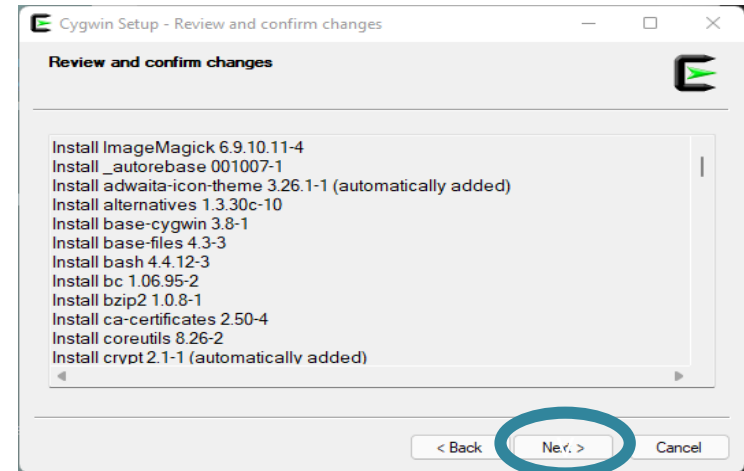 Cygwin Setup - Review and confirm changes
Review and confirm changes
Install ImageMagick 6.9.10.11-4
Install _autorebase 001007-1
Install adwaita-icon-theme 3.26.1-1 (automatically added)
Install alternatives 1.3.30c-10
Install base-cygwin 3.8-1
Install base-files 4.3-3
Install bash 4.4.12-3
Install bc 1.06.95-2
Install bzip2 1.0.8-1
Install ca-certificates 2.50-4
Install coreutils 8.26-2
Install crypt 2.1-1 (automatically added)
< Back Next > Cancel